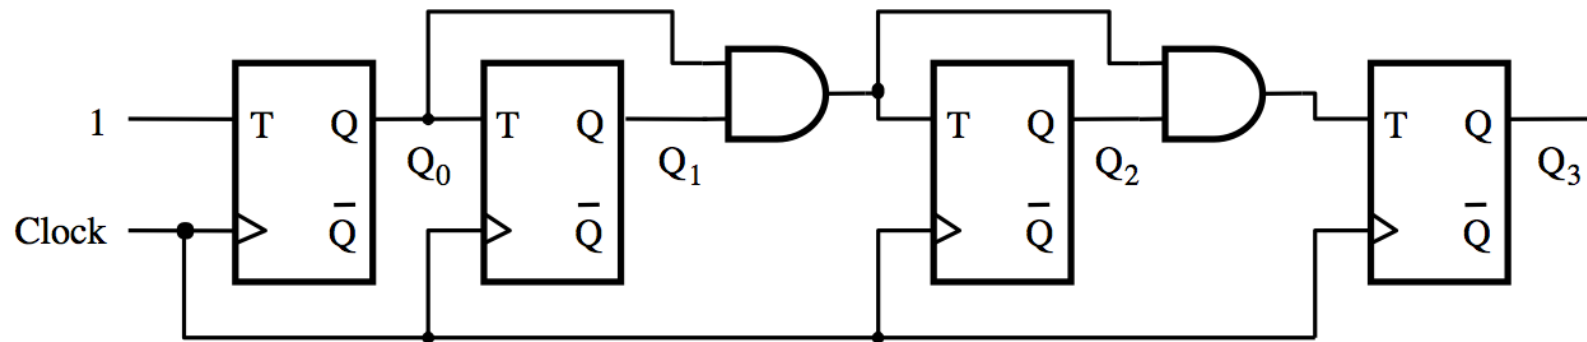 1 T Q T Q T Q T Q
Q₀ Q₁ Q₂ Q₃
Clock Q̅ Q̅ Q̅ Q̅